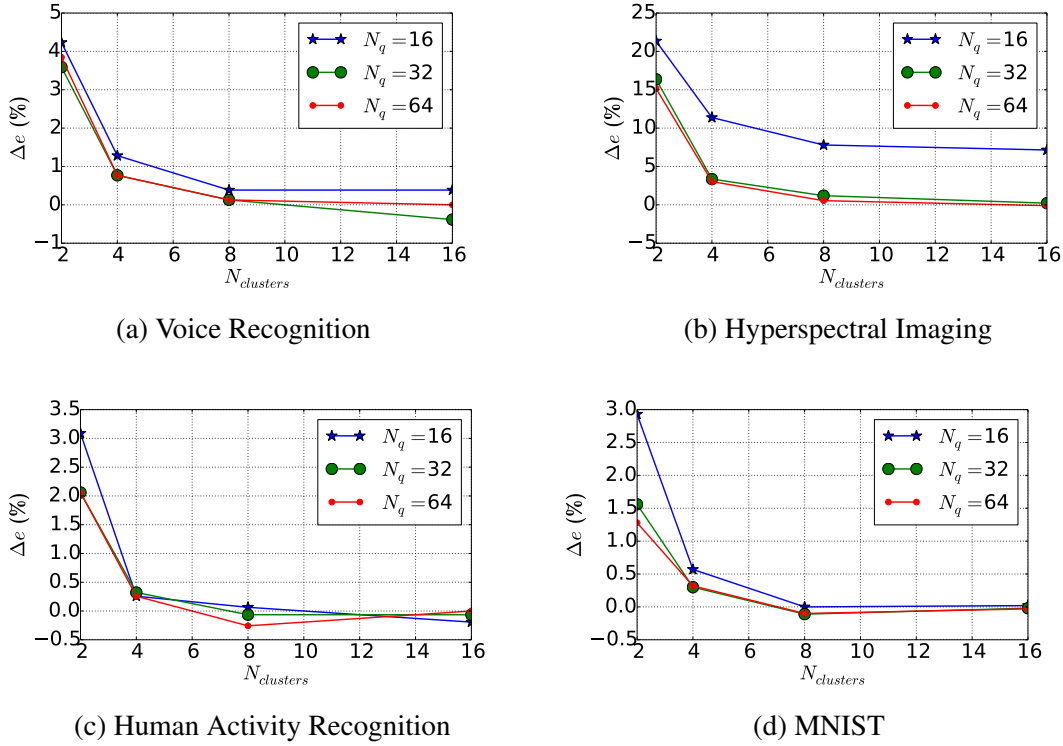 5
4
3
2
1
0
−1
Δe (%)
2 4 6 8 10 12 14 16
N_clusters
N_q = 16
N_q = 32
N_q = 64
(a) Voice Recognition
25
20
15
10
5
0
−5
Δe (%)
2 4 6 8 10 12 14 16
N_clusters
N_q = 16
N_q = 32
N_q = 64
(b) Hyperspectral Imaging
3.5
3.0
2.5
2.0
1.5
1.0
0.5
0.0
−0.5
Δe (%)
2 4 6 8 10 12 14 16
N_clusters
N_q = 16
N_q = 32
N_q = 64
(c) Human Activity Recognition
3.0
2.5
2.0
1.5
1.0
0.5
0.0
−0.5
Δe (%)
2 4 6 8 10 12 14 16
N_clusters
N_q = 16
N_q = 32
N_q = 64
(d) MNIST